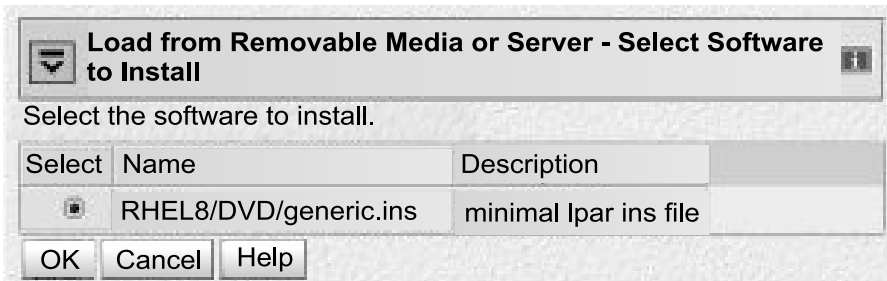 Load from Removable Media or Server - Select Software
to Install
Select the software to install.
Select Name Description
RHEL8/DVD/generic.ins minimal lpar ins file
OK Cancel Help